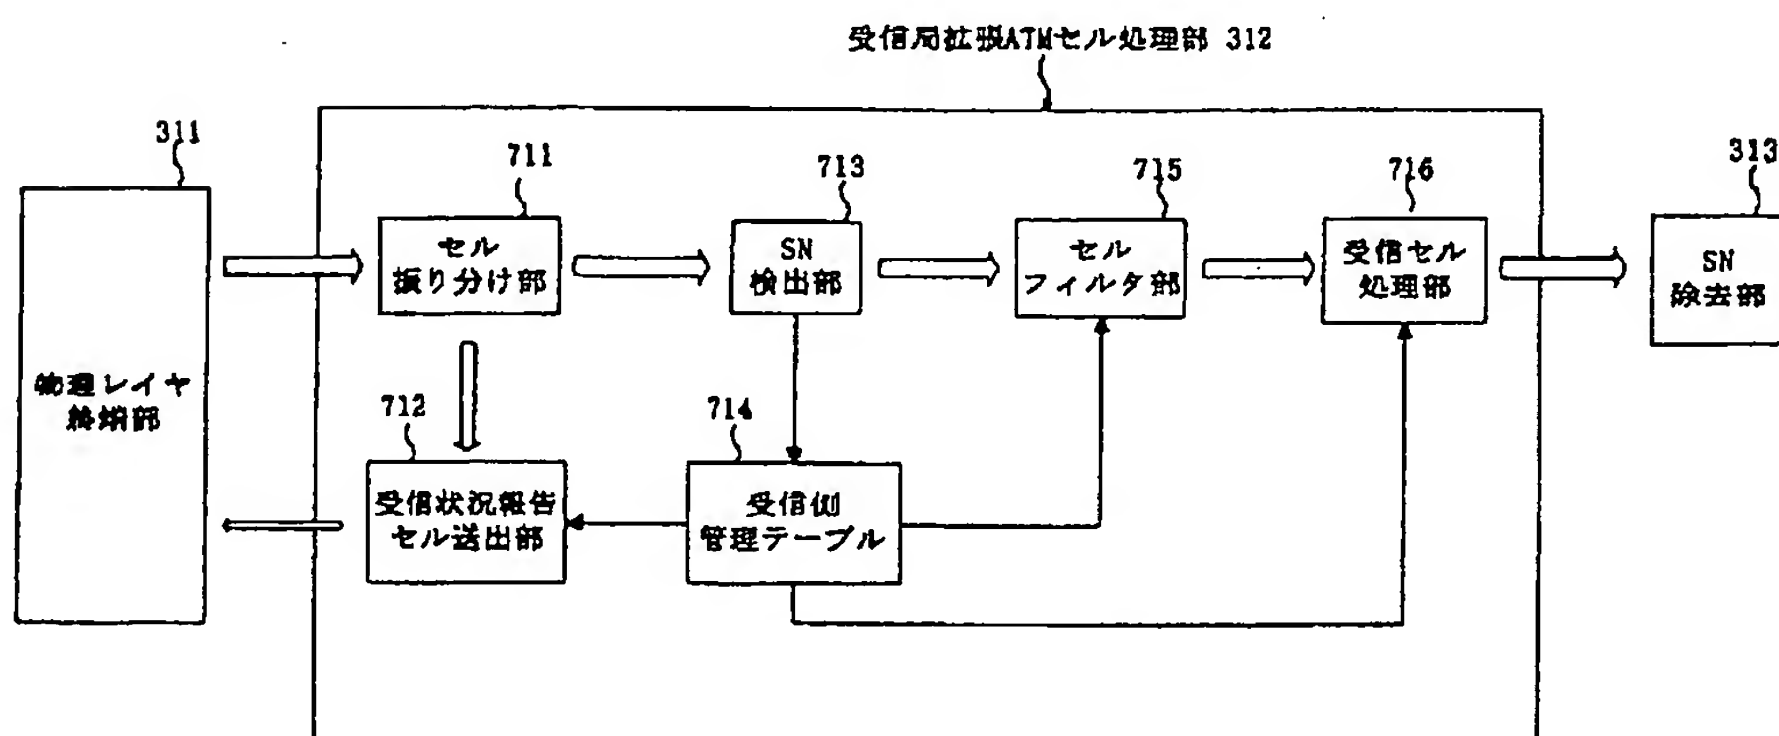 受信局拡張ATMセル処理部 312
311
711
713
715
716
313
セル
振り分け部
SN
検出部
セル
フィルタ部
受信セル
処理部
SN
除去部
物理レイヤ
終端部
712
714
受信状況報告
セル送出部
受信側
管理テーブル